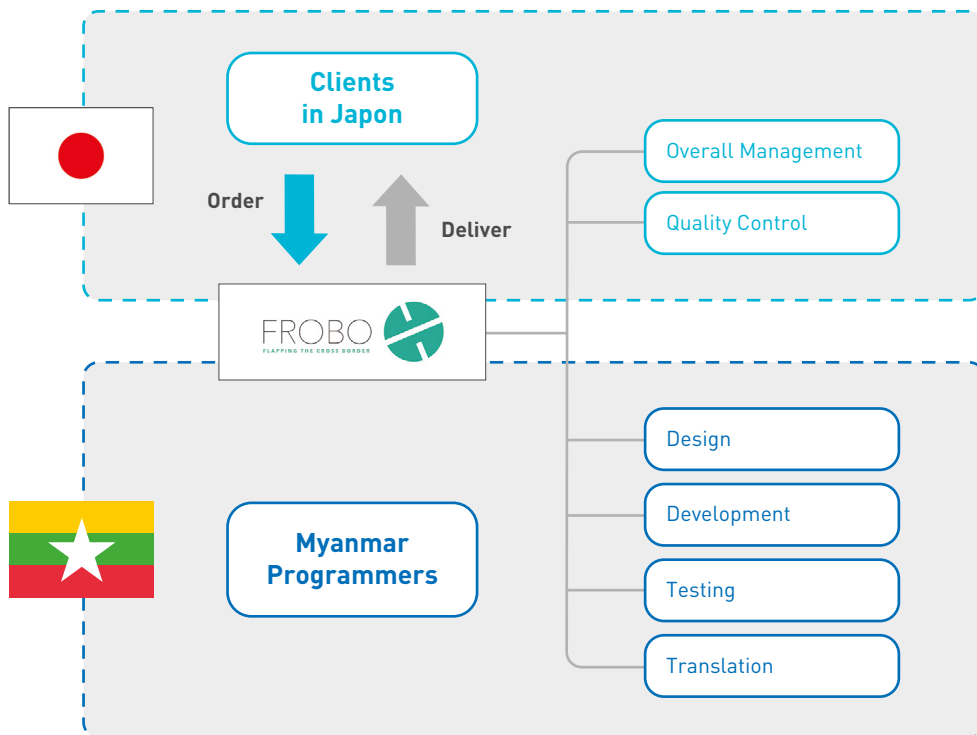 Clients
in Japon
Order
Deliver
Overall Management
Quality Control
FROBO
FLAPPING THE CROSS BORDER
Myanmar
Programmers
Design
Development
Testing
Translation